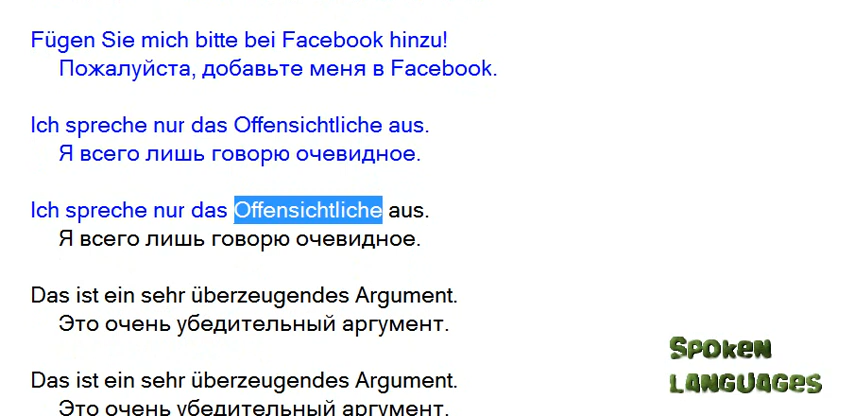 Fügen Sie mich bitte bei Facebook hinzu!
Пожалуйста, добавьте меня в Facebook.
Ich spreche nur das Offensichtliche aus.
Я всего лишь говорю очевидное.
Ich spreche nur das Offensichtliche aus.
Я всего лишь говорю очевидное.
Das ist ein sehr überzeugendes Argument.
Это очень убедительный аргумент.
Das ist ein sehr überzeugendes Argument.
Это очень убедительный аргумент.
Spoken
Languages